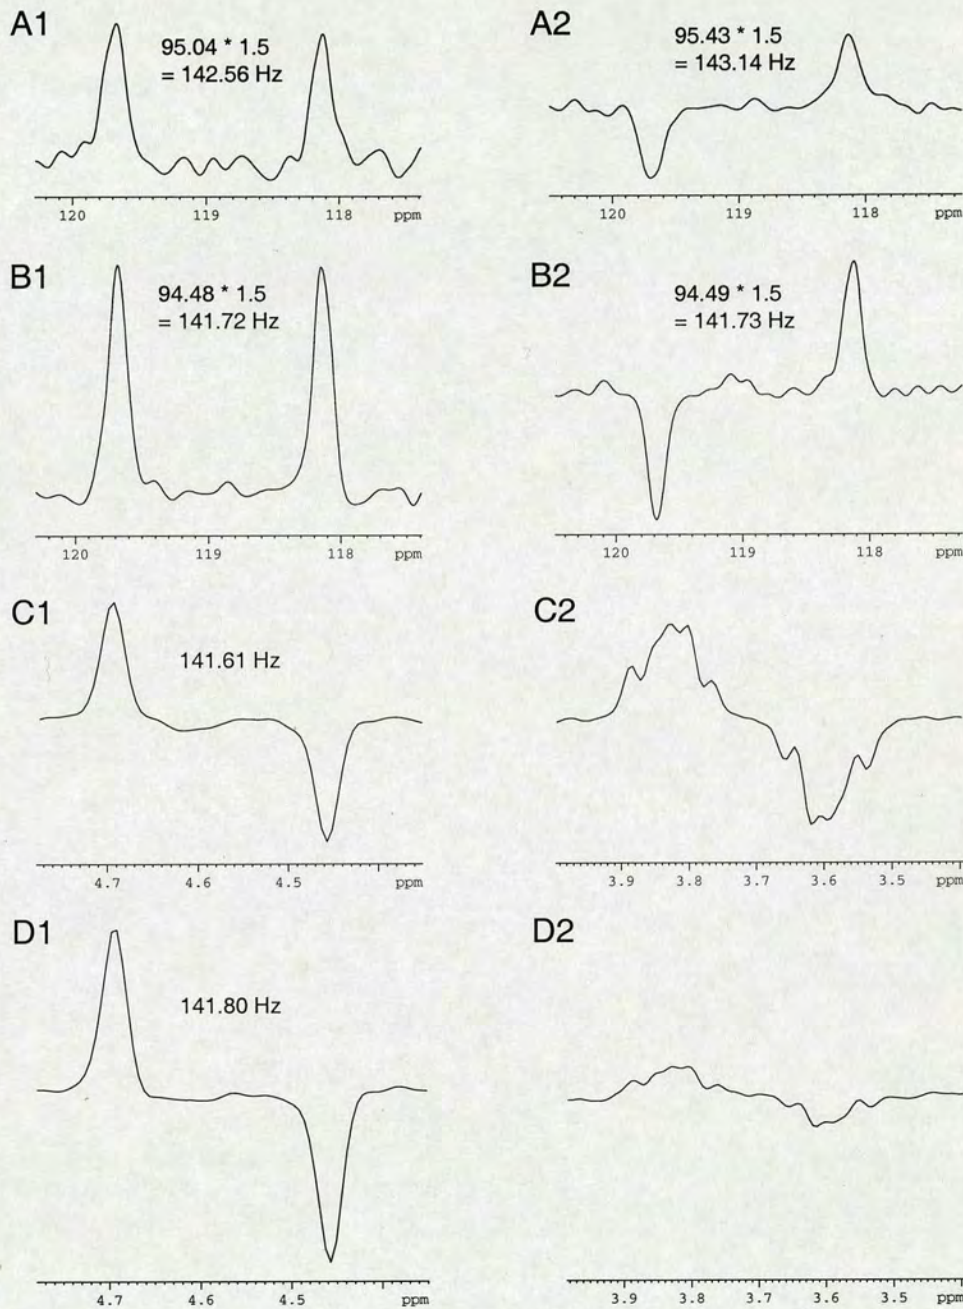 A1
95.04 * 1.5
= 142.56 Hz
120 119 118 ppm
A2
95.43 * 1.5
= 143.14 Hz
120 119 118
B1
94.48 * 1.5
= 141.72 Hz
120 119 118 ppm
B2
94.49 * 1.5
= 141.73 Hz
120 119 118
C1
141.61 Hz
4.7 4.6 4.5 ppm
C2
3.9 3.8 3.7 3.6 3.5 ppm
D1
141.80 Hz
4.7 4.6 4.5 ppm
D2
3.9 3.8 3.7 3.6 3.5 ppm